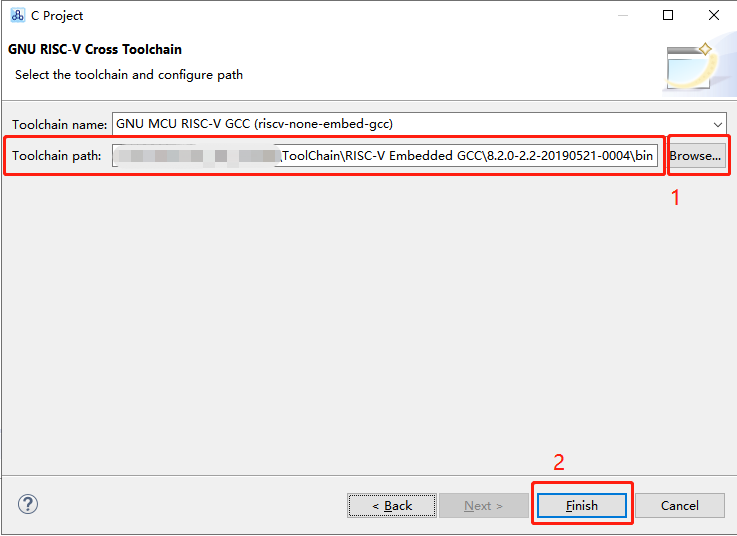 C Project
GNU RISC-V Cross Toolchain
Select the toolchain and configure path
Toolchain name: GNU MCU RISC-V GCC (riscv-none-embed-gcc)
Toolchain path: \ToolChain\RISC-V Embedded GCC\8.2.0-2.2-20190521-0004\bin Browse...
1
2
?
< Back Next > Finish Cancel